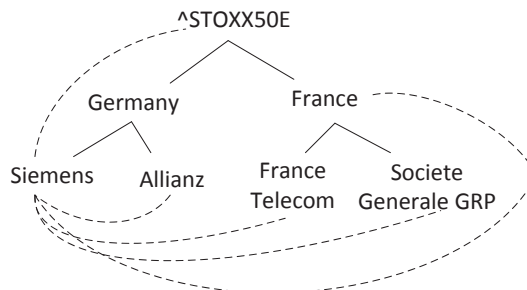 ^STOXX50E
Germany
France
Siemens
Allianz
France
Telecom
Societe
Generale GRP